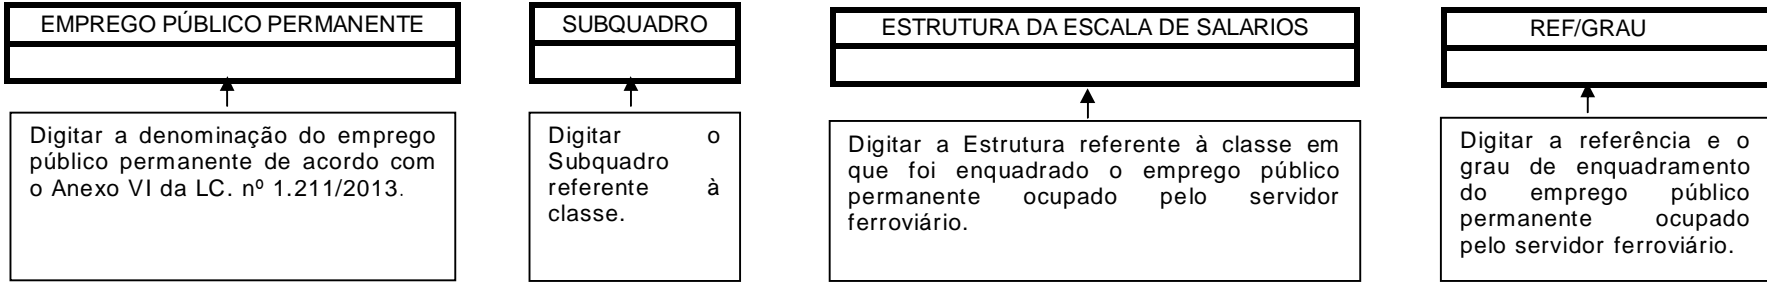 EMPREGO PÚBLICO PERMANENTE
Digitar a denominação do emprego
público permanente de acordo com
o Anexo VI da LC. nº 1.211/2013.
SUBQUADRO
Digitar o
Subquadro
referente à
classe.
ESTRUTURA DA ESCALA DE SALARIOS
Digitar a Estrutura referente à classe em
que foi enquadrado o emprego público
permanente ocupado pelo servidor
ferroviário.
REF/GRAU
Digitar a referência e o
grau de enquadramento
do emprego público
permanente ocupado
pelo servidor ferroviário.